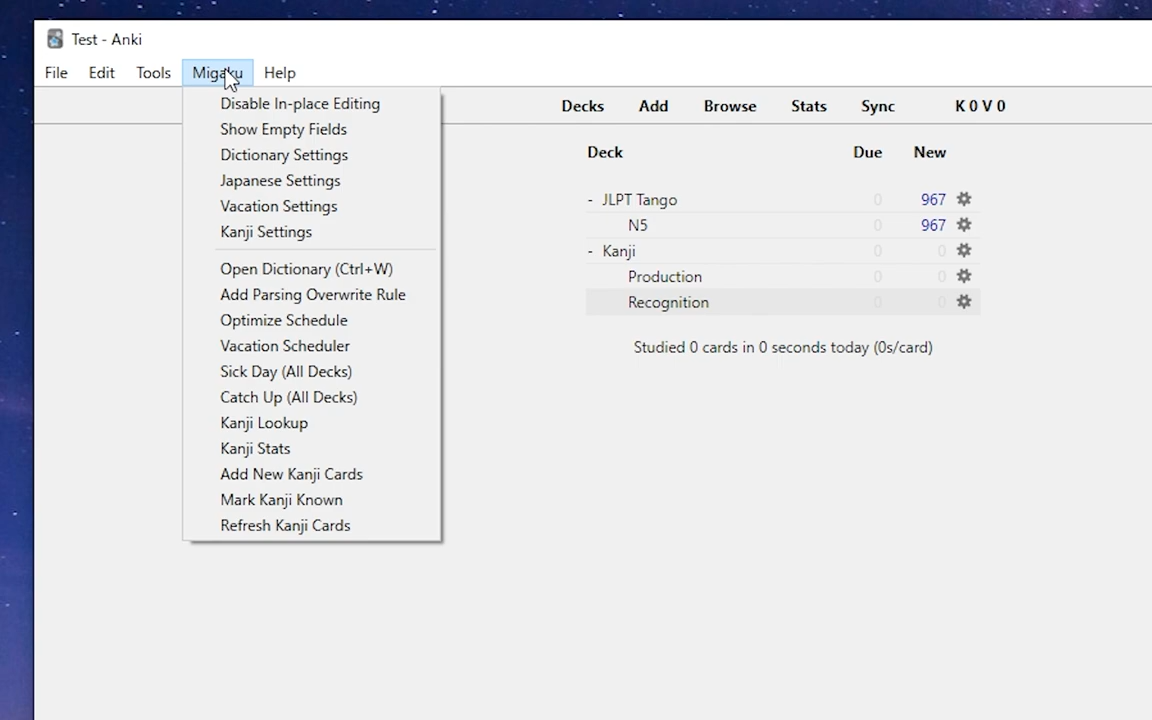 Test - Anki
File Edit Tools Migaku Help
Disable In-place Editing
Show Empty Fields
Dictionary Settings
Japanese Settings
Vacation Settings
Kanji Settings
Open Dictionary (Ctrl+W)
Add Parsing Overwrite Rule
Optimize Schedule
Vacation Scheduler
Sick Day (All Decks)
Catch Up (All Decks)
Kanji Lookup
Kanji Stats
Add New Kanji Cards
Mark Kanji Known
Refresh Kanji Cards
Decks Add Browse Stats Sync K 0 V 0
Deck Due New
- JLPT Tango 0 967
N5 0 967
- Kanji 0 0
Production 0 0
Recognition 0 0
Studied 0 cards in 0 seconds today (0s/card)